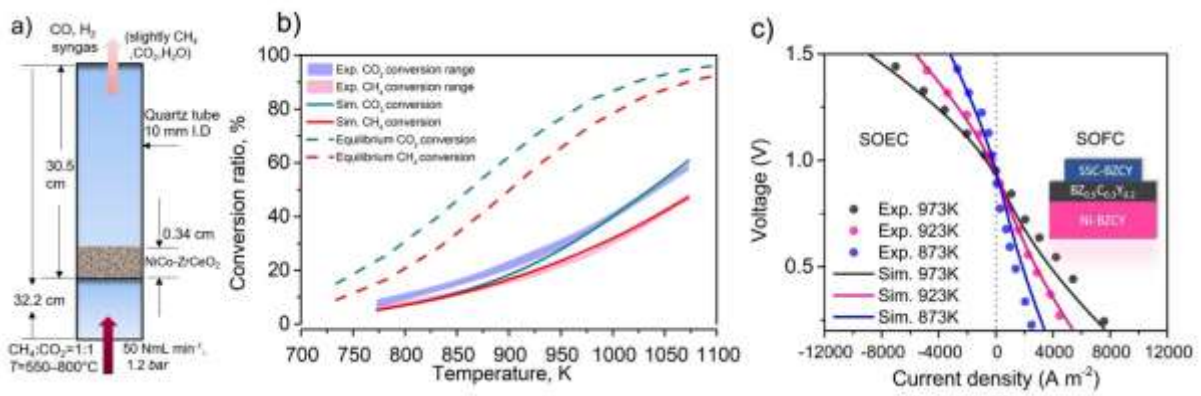 a)
CO, H₂
syngas
(slightly CH₄
,CO₂,H₂O)
Quartz tube
10 mm I.D
30.5
cm
0.34 cm
NiCo-ZrCeO₂
32.2 cm
CH₄:CO₂=1:1
T=550–800°C
50 NmL min⁻¹,
1.2 bar
b)
Conversion ratio, %
100
80
60
40
20
0
Exp. CO₂ conversion range
Exp. CH₄ conversion range
Sim. CO₂ conversion
Sim. CH₄ conversion
Equilibrium CO₂ conversion
Equilibrium CH₄ conversion
700 750 800 850 900 950 1000 1050 1100
Temperature, K
c)
Voltage (V)
1.5
1.0
0.5
SOEC
SOFC
SSC-BZCY
BZ₀.₅C₀.₃Y₀.₂
Ni-BZCY
Exp. 973K
Exp. 923K
Exp. 873K
Sim. 973K
Sim. 923K
Sim. 873K
-12000 -8000 -4000 0 4000 8000 12000
Current density (A m⁻²)